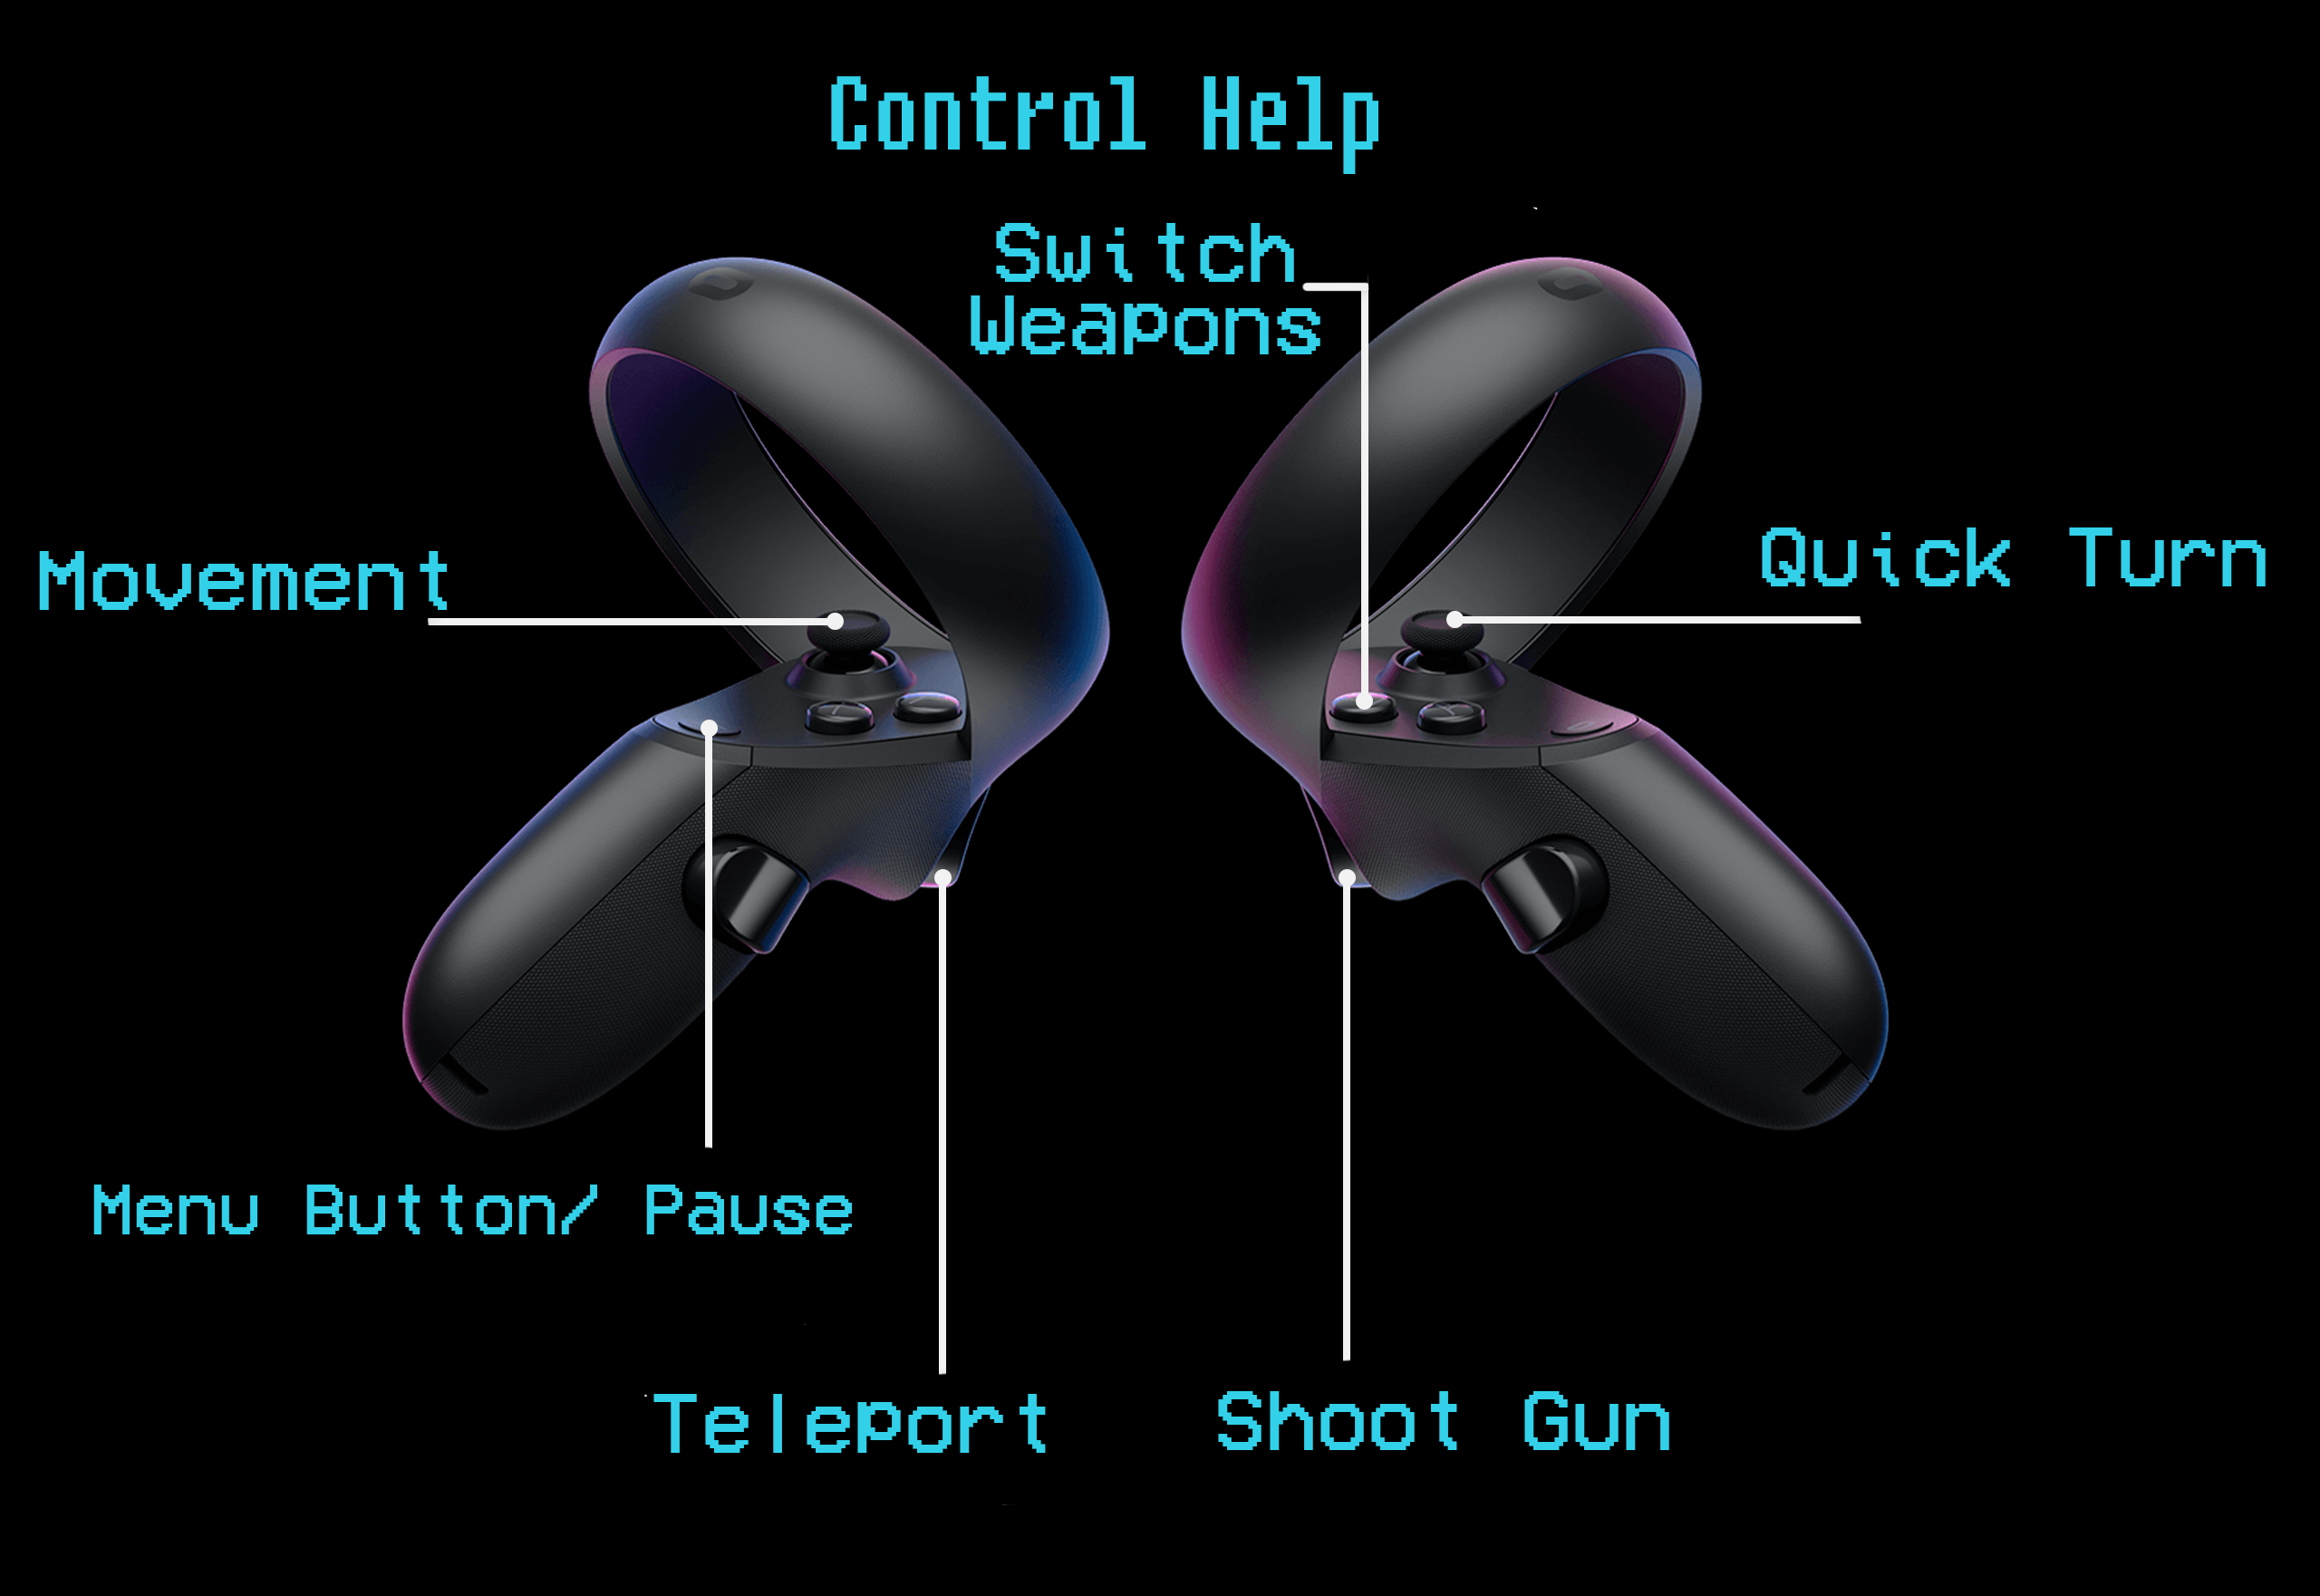 Control Help
Switch
Weapons
Movement
Quick Turn
Menu Button/ Pause
Teleport
Shoot Gun